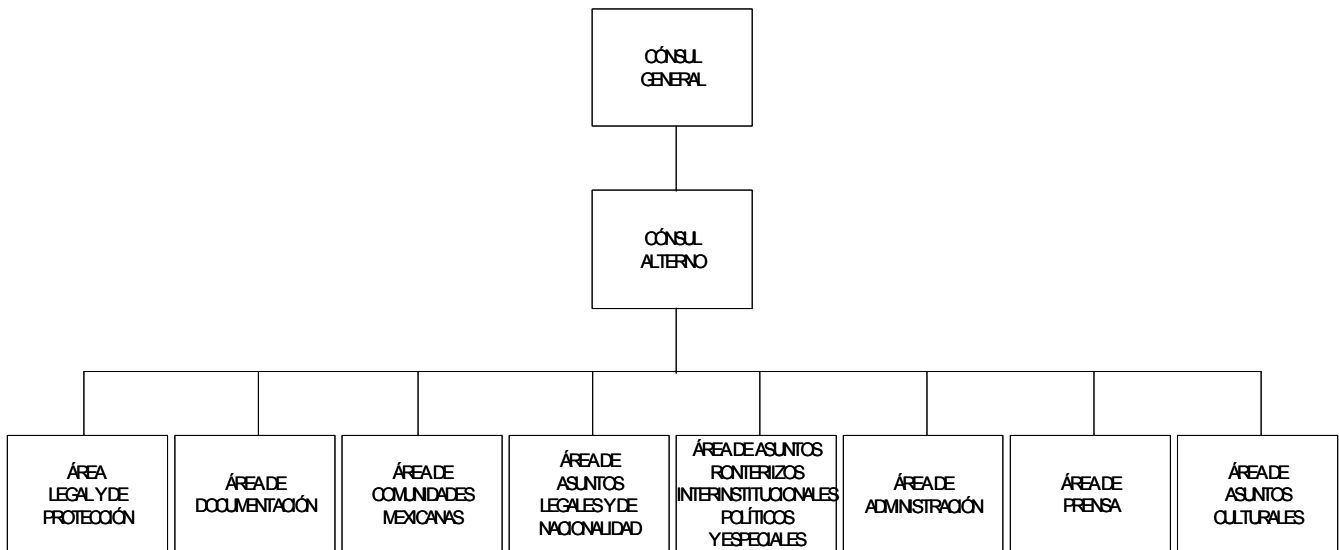 CÓNSUL
GENERAL
CÓNSUL
ALTERNO
ÁREA
LEGAL Y DE
PROTECCIÓN
ÁREA DE
DOCUMENTACIÓN
ÁREA DE
COMUNIDADES
MEXICANAS
ÁREA DE
ASUNTOS
LEGALES Y DE
NACIONALIDAD
ÁREA DE ASUNTOS
RONTERIIZOS
INTERINSTITUCIONALES
POLÍTICOS
Y ESPECIALES
ÁREA DE
ADMINISTRACIÓN
ÁREA DE
PRENSA
ÁREA DE
ASUNTOS
CULTURALES